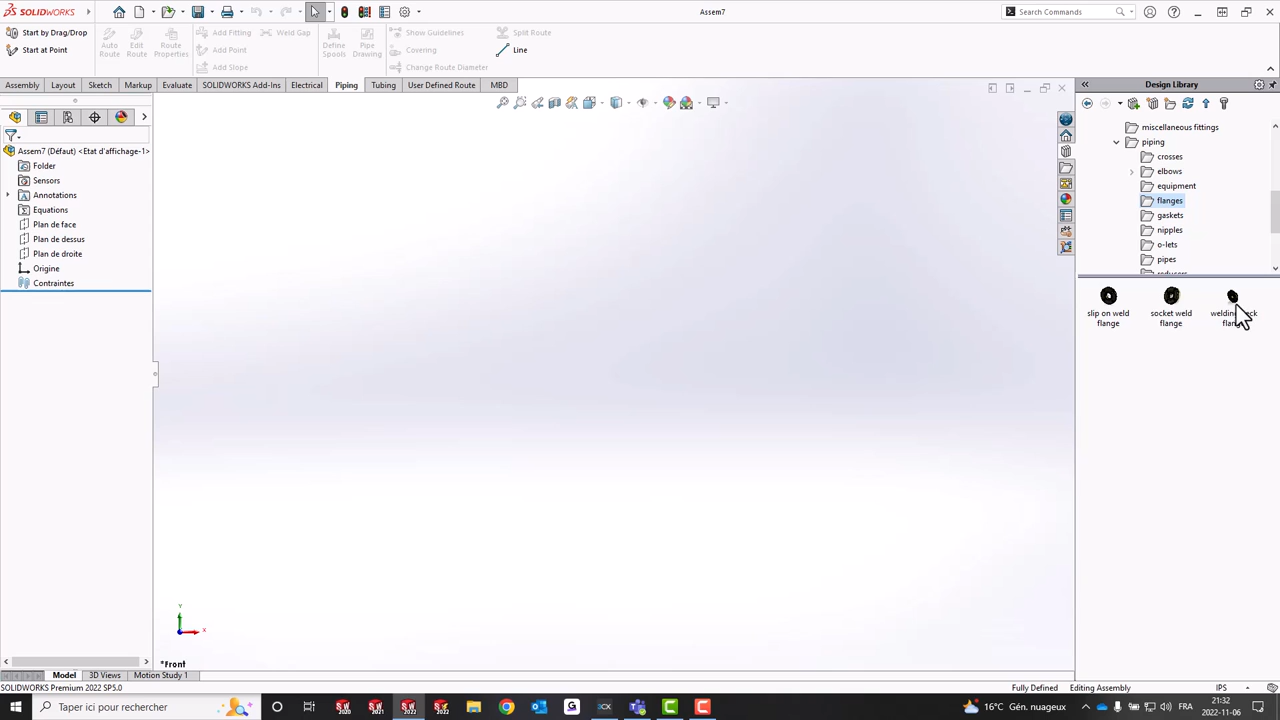 SOLIDWORKS
Assem7
Search Commands
Start by Drag/Drop
Start at Point
Auto Route
Edit Route
Route Properties
Add Fitting
Weld Gap
Add Point
Add Slope
Define Spools
Pipe Drawing
Show Guidelines
Covering
Change Route Diameter
Split Route
Line
Assembly
Layout
Sketch
Markup
Evaluate
SOLIDWORKS Add-Ins
Electrical
Piping
Tubing
User Defined Route
MBD
Design Library
Assem7 (Défaut) <Etat d'affichage-1>
Folder
Sensors
Annotations
Equations
Plan de face
Plan de dessus
Plan de droite
Origine
Contraintes
miscellaneous fittings
piping
crosses
elbows
equipment
flanges
gaskets
nipples
o-lets
pipes
reducers
slip on weld flange
socket weld flange
Y
X
*Front
Model
3D Views
Motion Study 1
SOLIDWORKS Premium 2022 SP5.0
Fully Defined
Editing Assembly
IPS
Taper ici pour rechercher
16°C Gén. nuageux
FRA
21:32
2022-11-06